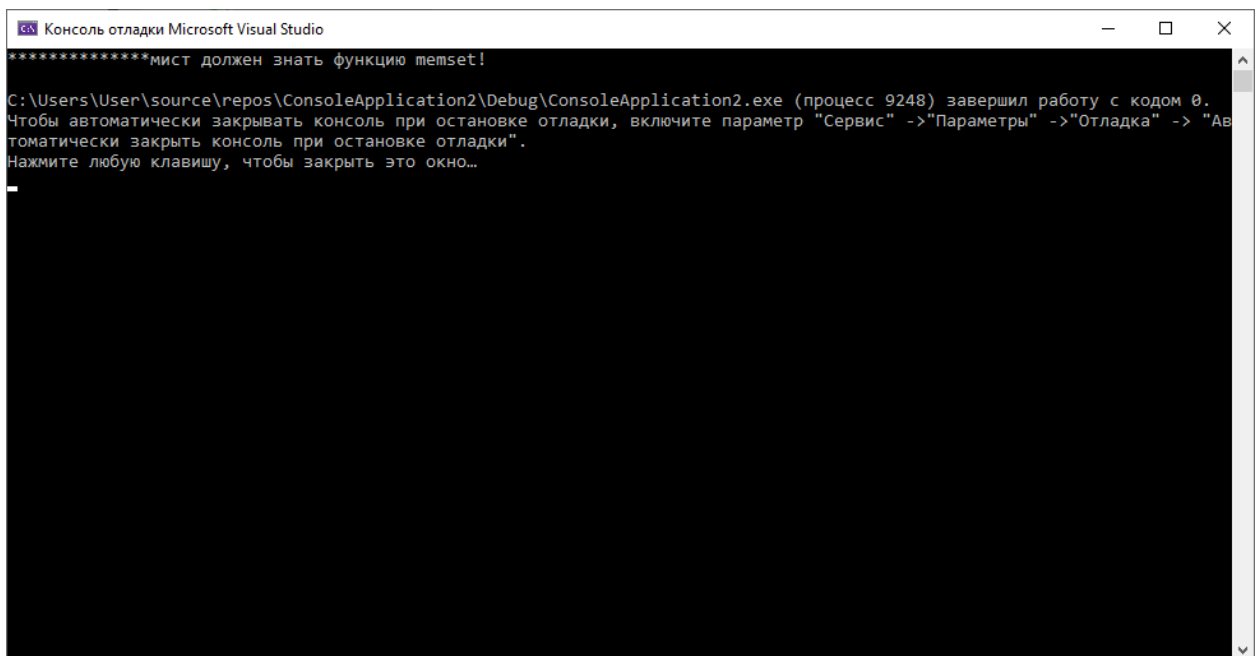 Консоль отладки Microsoft Visual Studio
**************мист должен знать функцию memset!
C:\Users\User\source\repos\ConsoleApplication2\Debug\ConsoleApplication2.exe (процесс 9248) завершил работу с кодом 0.
Чтобы автоматически закрывать консоль при остановке отладки, включите параметр "Сервис" ->"Параметры" ->"Отладка" -> "Ав
томатически закрыть консоль при остановке отладки".
Нажмите любую клавишу, чтобы закрыть это окно…